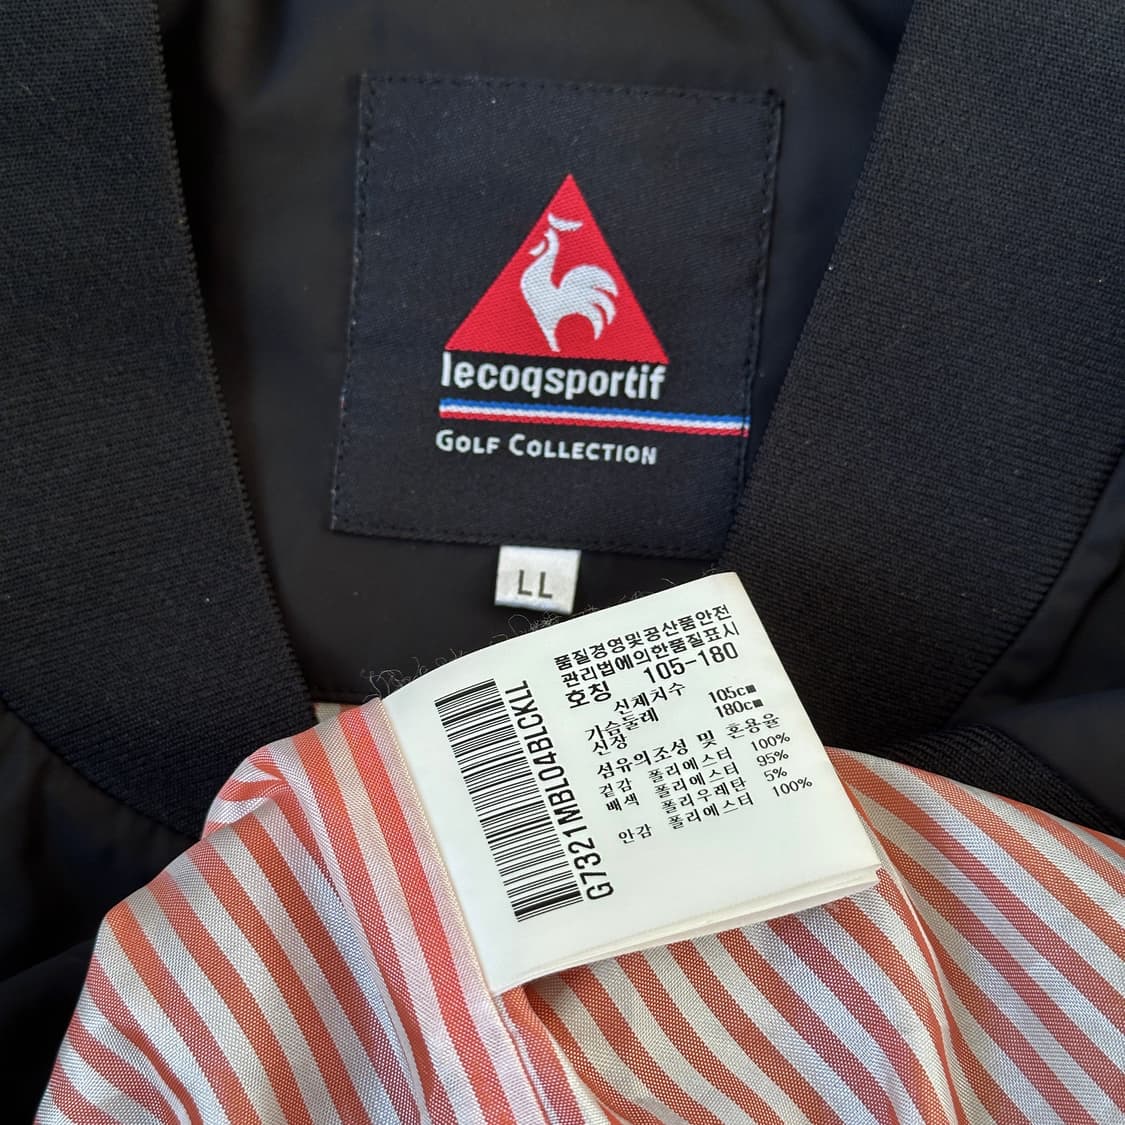 lecoqsportif
GOLF COLLECTION
LL
품질경영및공산품안전
관리법에의한품질표시
호칭 105-180
신체치수
가슴둘레 105cm
신장 180cm
섬유의조성 및 혼용율
겉감 폴리에스터 100%
배색 폴리에스터 95%
폴리우레탄 5%
안감 폴리에스터 100%
G7321NBL04BLCKLL